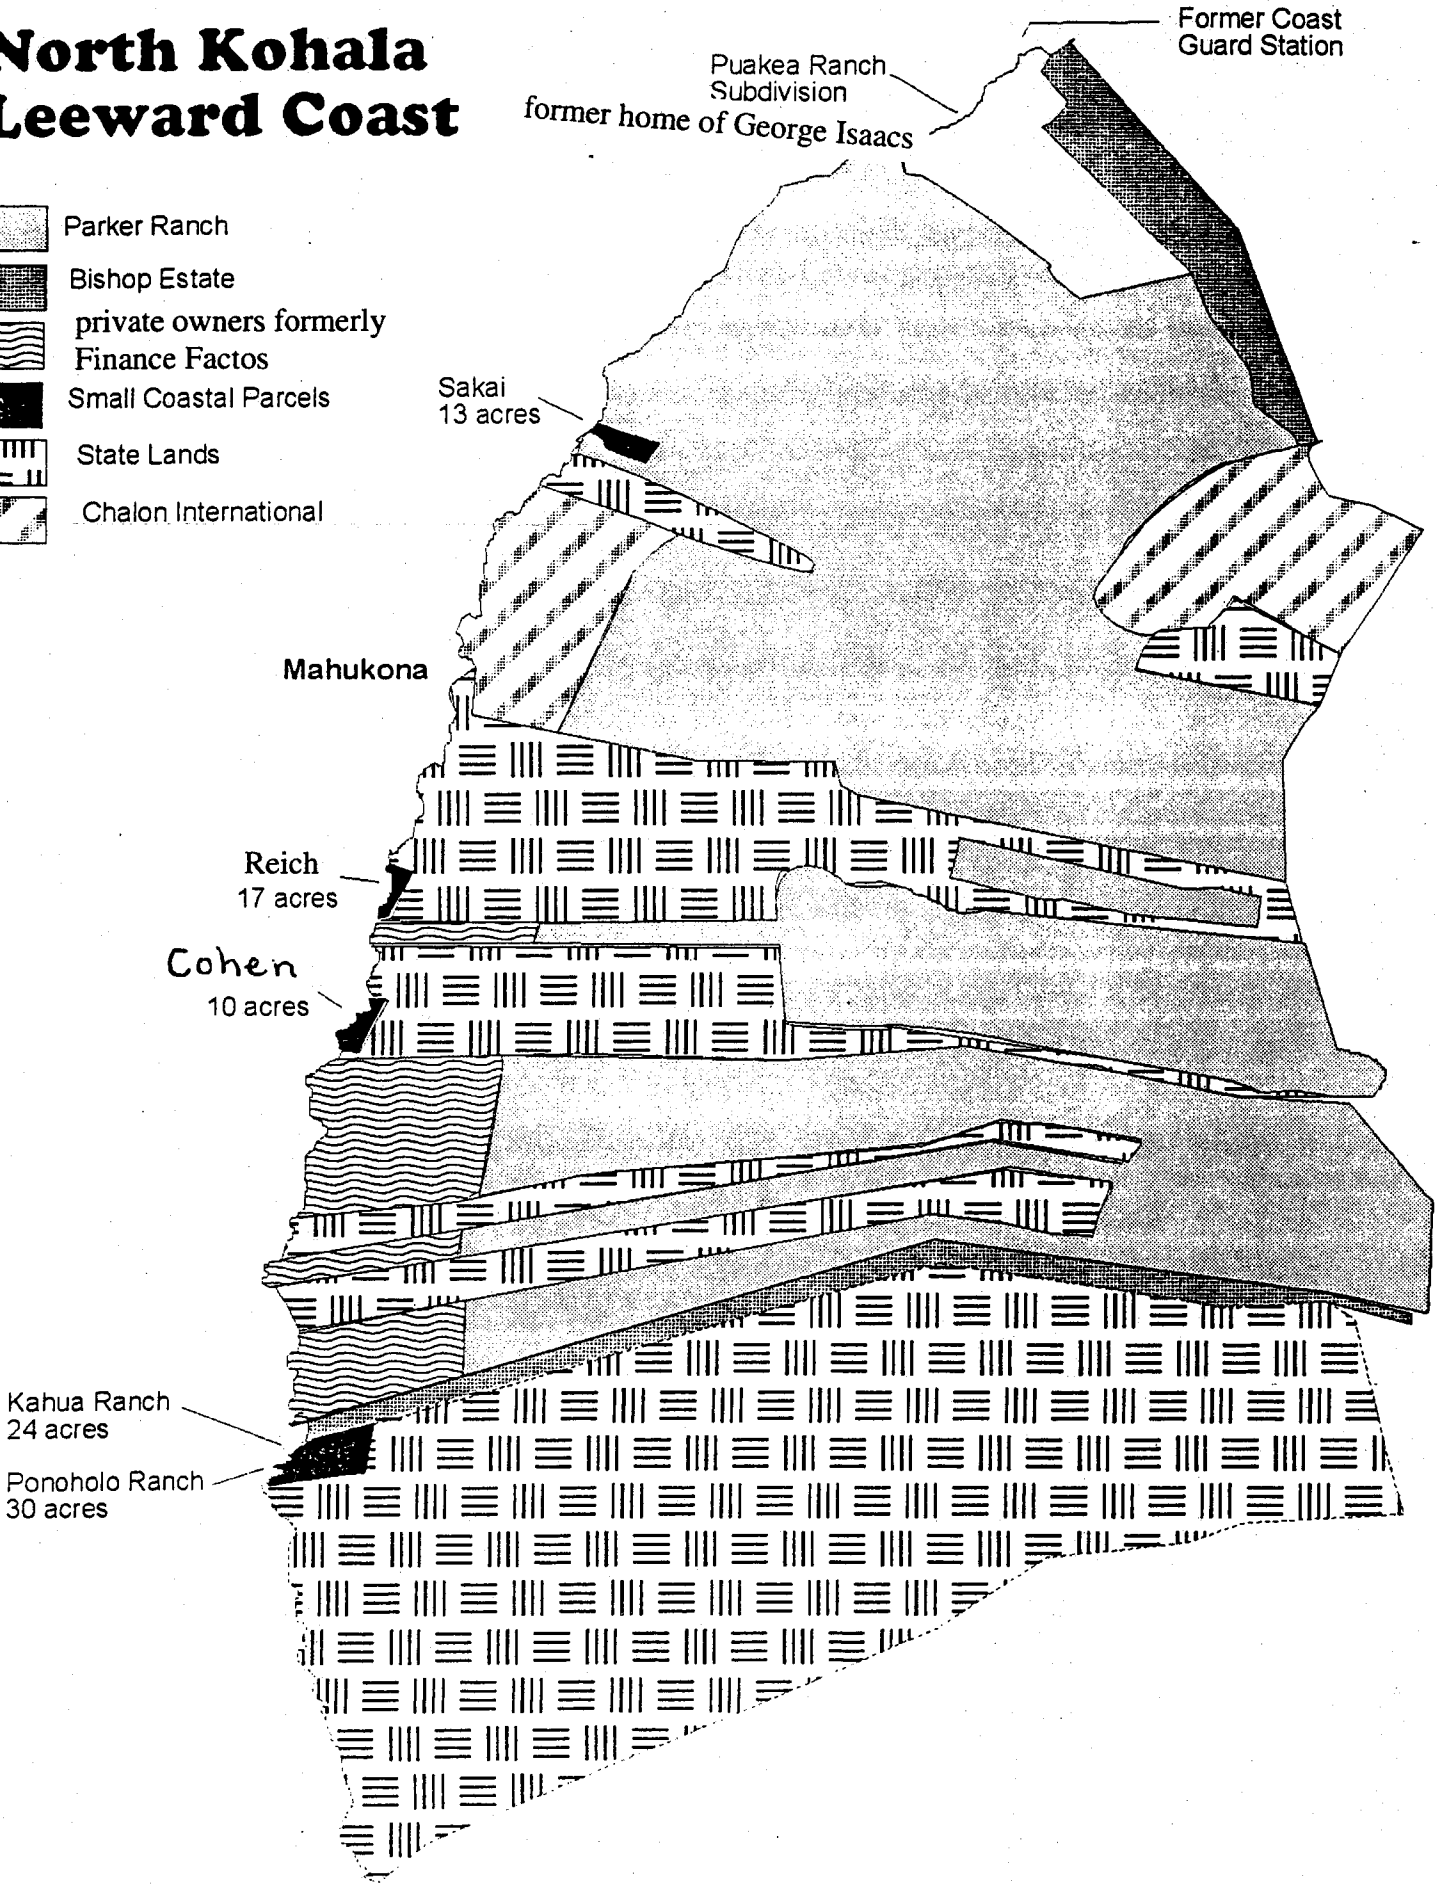 North Kohala
Leeward Coast
Former Coast
Guard Station
Puakea Ranch
Subdivision
former home of George Isaacs
Parker Ranch
Bishop Estate
private owners formerly
Finance Factos
Small Coastal Parcels
State Lands
Chalon International
Sakai
13 acres
Mahukona
Reich
17 acres
Cohen
10 acres
Kahua Ranch
24 acres
Ponoholo Ranch
30 acres